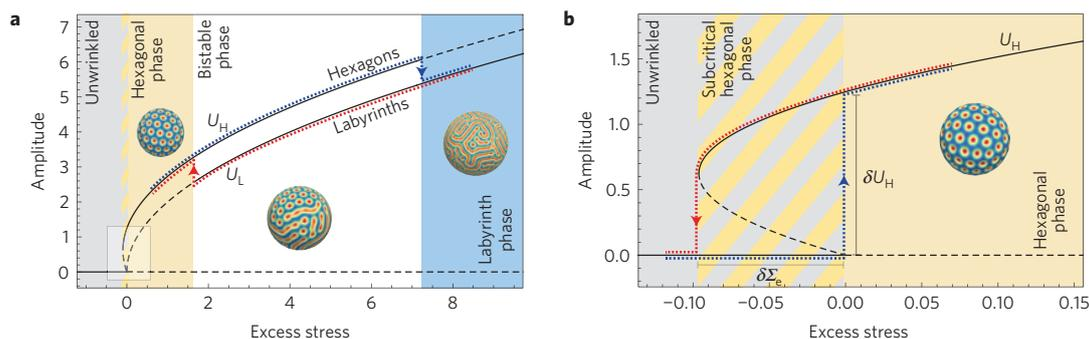 a
7
6
5
4
3
2
1
0
Amplitude
Unwrinkled
Hexagonal
phase
Bistable
phase
Hexagons
Labyrinths
U_H
U_L
Labyrinth
phase
0
2
4
6
8
Excess stress
b
1.5
1.0
0.5
0.0
Amplitude
Unwrinkled
Subcritical
hexagonal
phase
U_H
δU_H
δΣ_e
Hexagonal
phase
−0.10
−0.05
0.00
0.05
0.10
0.15
Excess stress